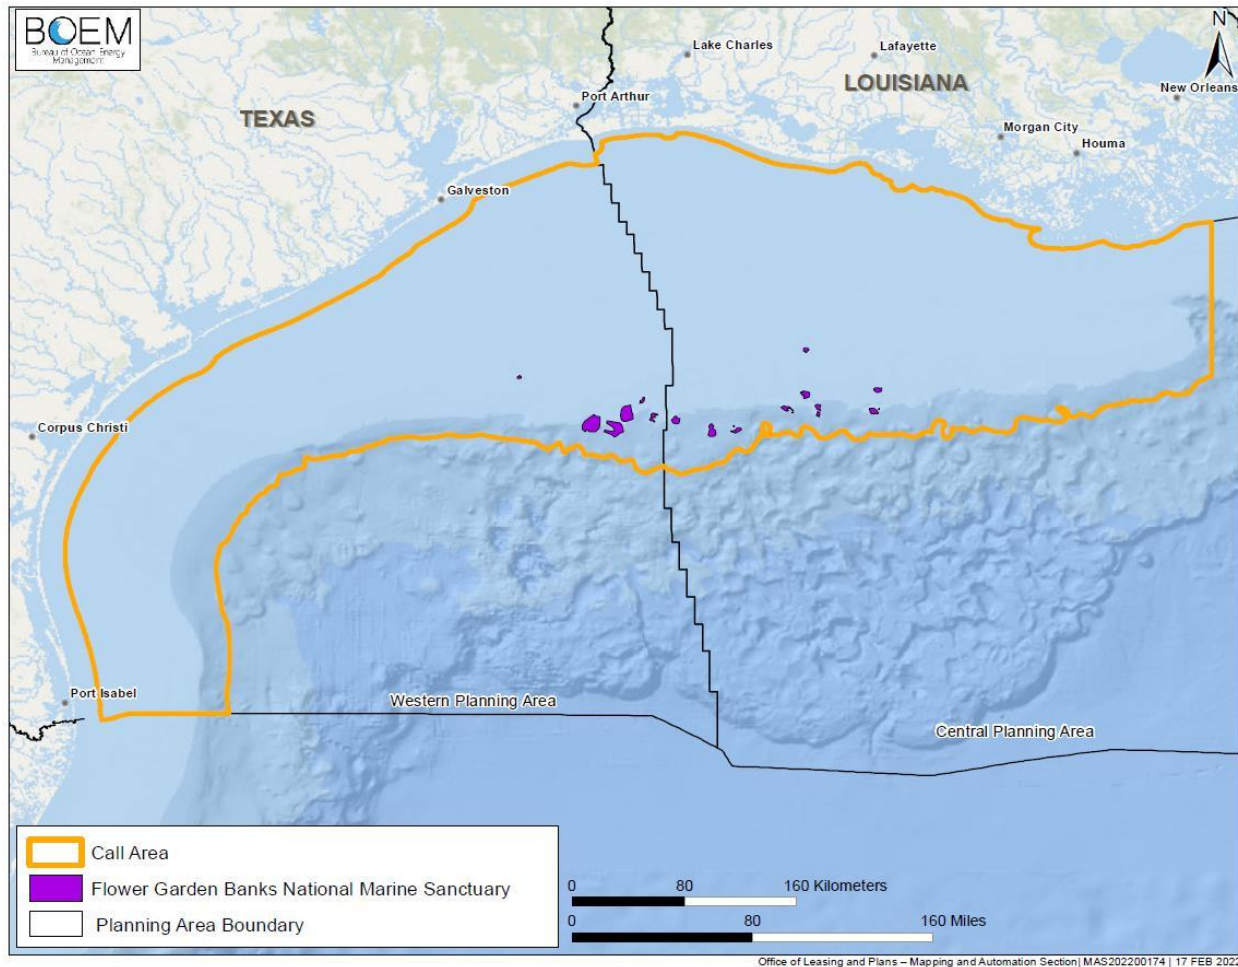 BOEM
Bureau of Ocean Energy
Management
N
Lake Charles
Lafayette
LOUISIANA
New Orleans
Port Arthur
TEXAS
Morgan City
Houma
Galveston
Corpus Christi
Port Isabel
Western Planning Area
Central Planning Area
Call Area
Flower Garden Banks National Marine Sanctuary
Planning Area Boundary
0 80 160 Kilometers
0 80 160 Miles
Office of Leasing and Plans – Mapping and Automation Section| MAS202200174 | 17 FEB 2022